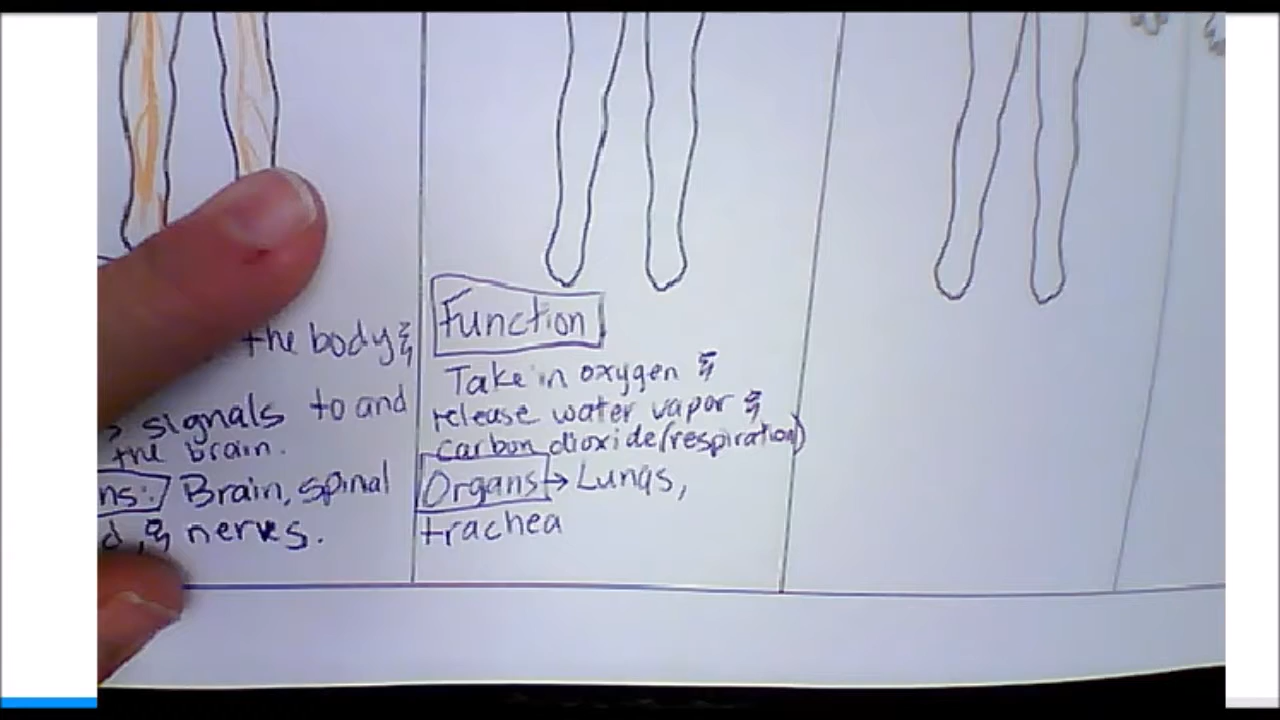 the body &
signals to and
the brain.
Brain, spinal
& nerves.
Function
Take in oxygen &
release water vapor &
carbon dioxide (respiration)
Organs → Lungs,
trachea